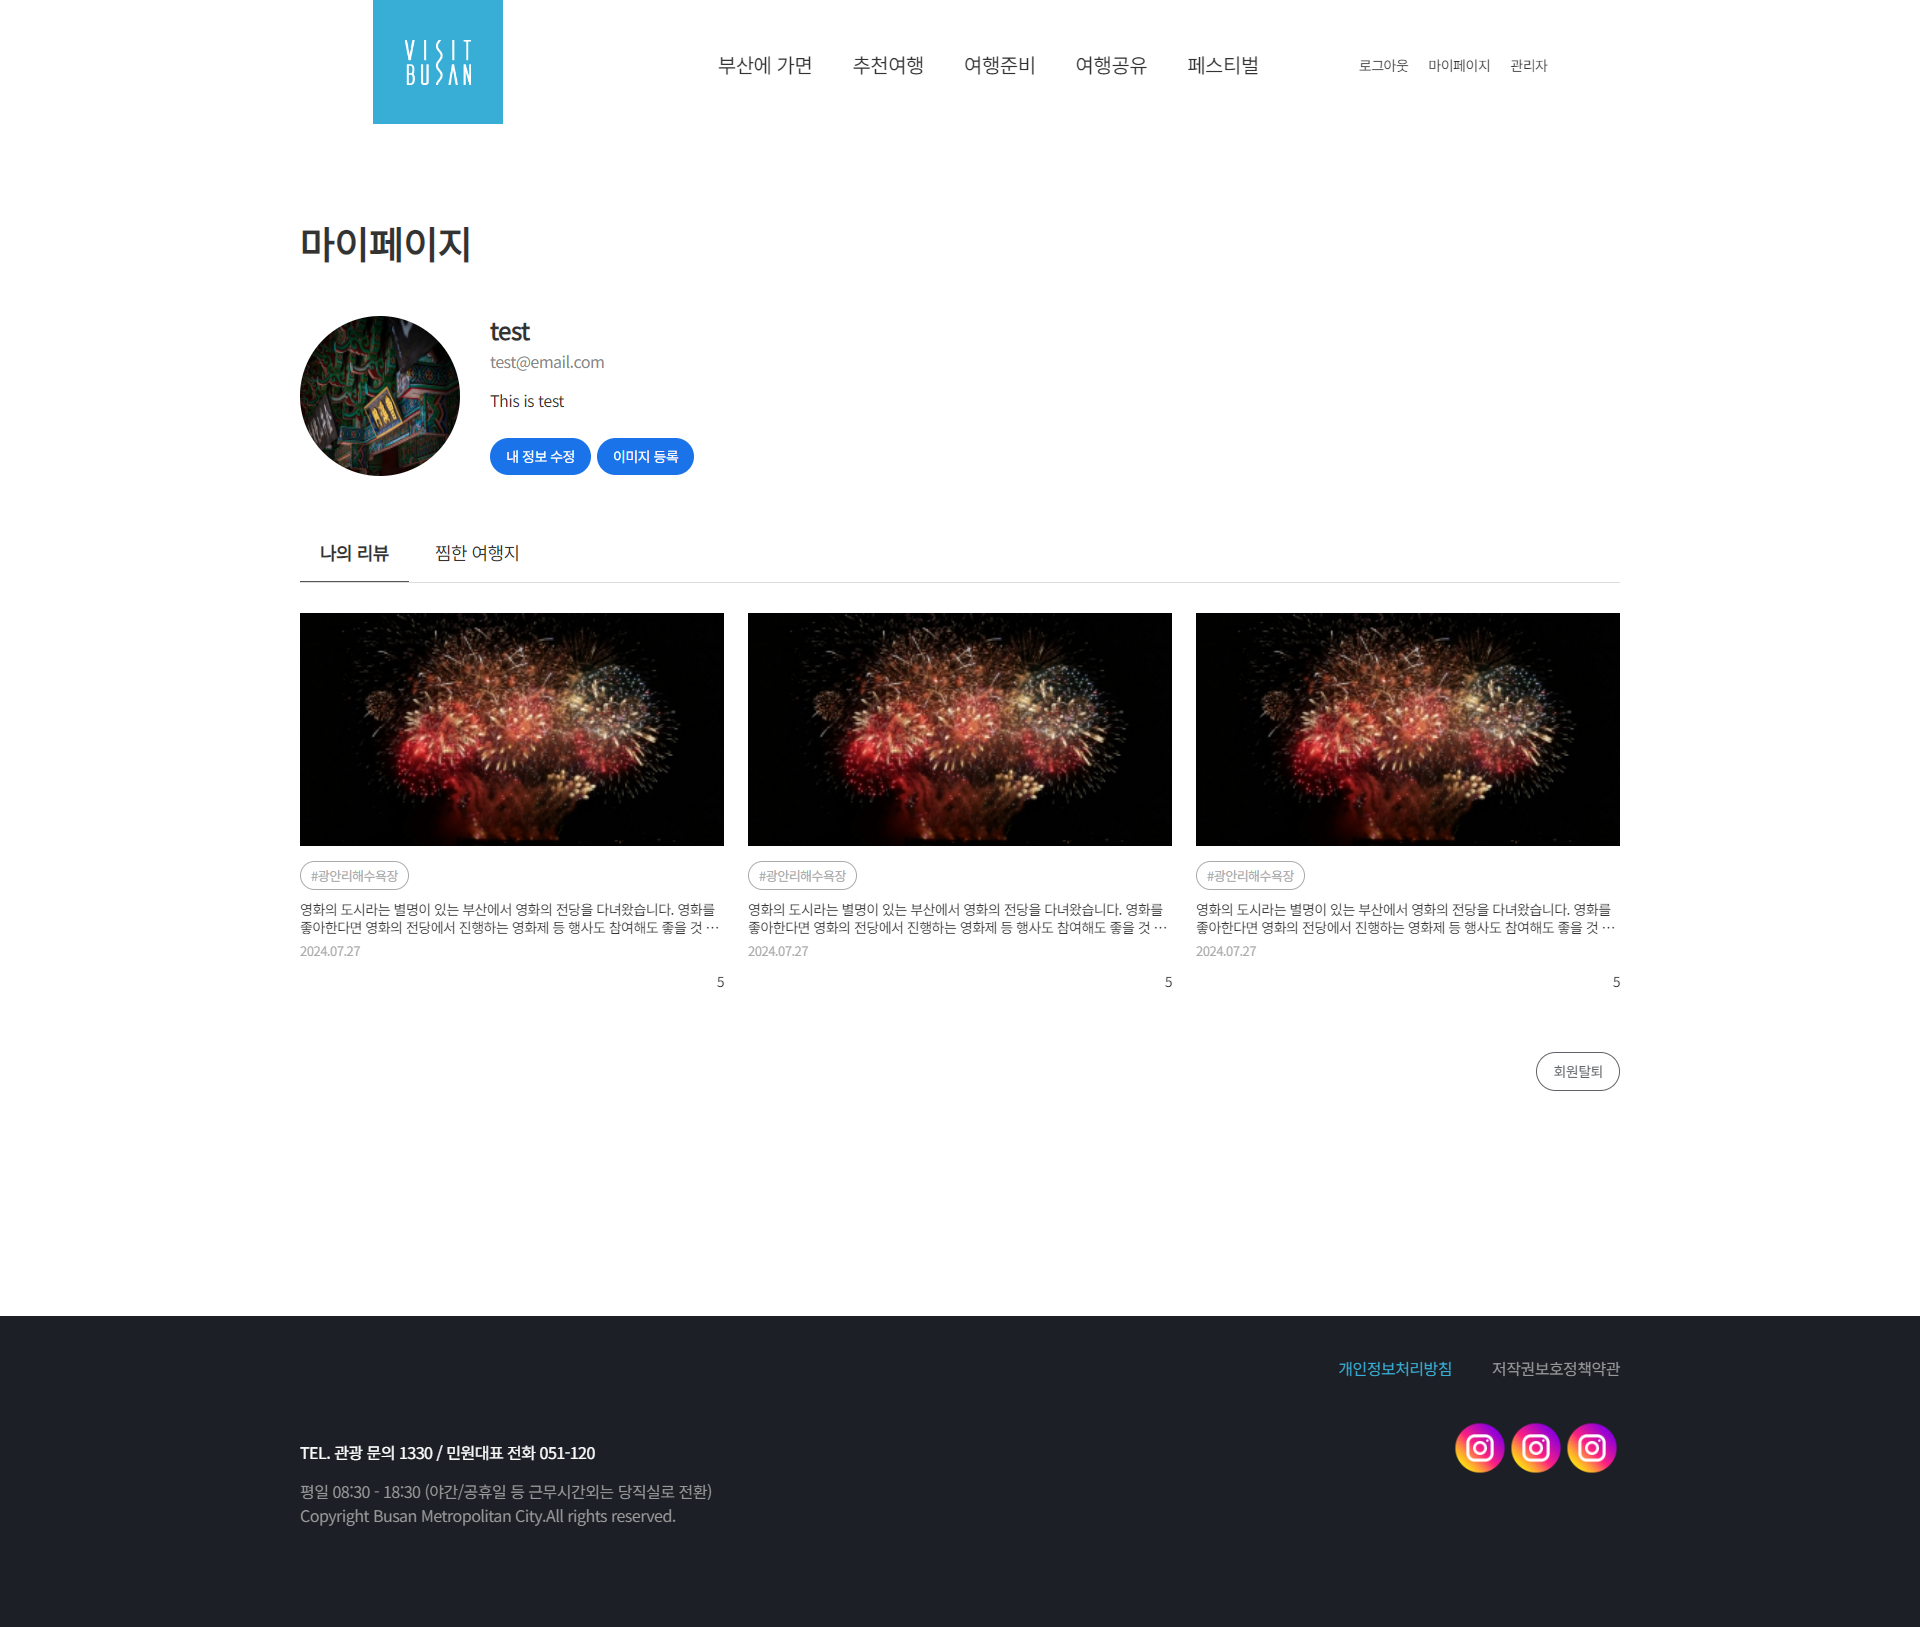 VISIT
BUSAN
부산에 가면 추천여행 여행준비 여행공유 페스티벌 로그아웃 마이페이지 관리자
마이페이지
test
test@email.com
This is test
내 정보 수정 이미지 등록
나의 리뷰 찜한 여행지
#광안리해수욕장
영화의 도시라는 별명이 있는 부산에서 영화의 전당을 다녀왔습니다. 영화를
좋아한다면 영화의 전당에서 진행하는 영화제 등 행사도 참여해도 좋을 것 …
2024.07.27
5
#광안리해수욕장
영화의 도시라는 별명이 있는 부산에서 영화의 전당을 다녀왔습니다. 영화를
좋아한다면 영화의 전당에서 진행하는 영화제 등 행사도 참여해도 좋을 것 …
2024.07.27
5
#광안리해수욕장
영화의 도시라는 별명이 있는 부산에서 영화의 전당을 다녀왔습니다. 영화를
좋아한다면 영화의 전당에서 진행하는 영화제 등 행사도 참여해도 좋을 것 …
2024.07.27
5
회원탈퇴
개인정보처리방침 저작권보호정책약관
TEL. 관광 문의 1330 / 민원대표 전화 051-120
평일 08:30 - 18:30 (야간/공휴일 등 근무시간외는 당직실로 전환)
Copyright Busan Metropolitan City.All rights reserved.